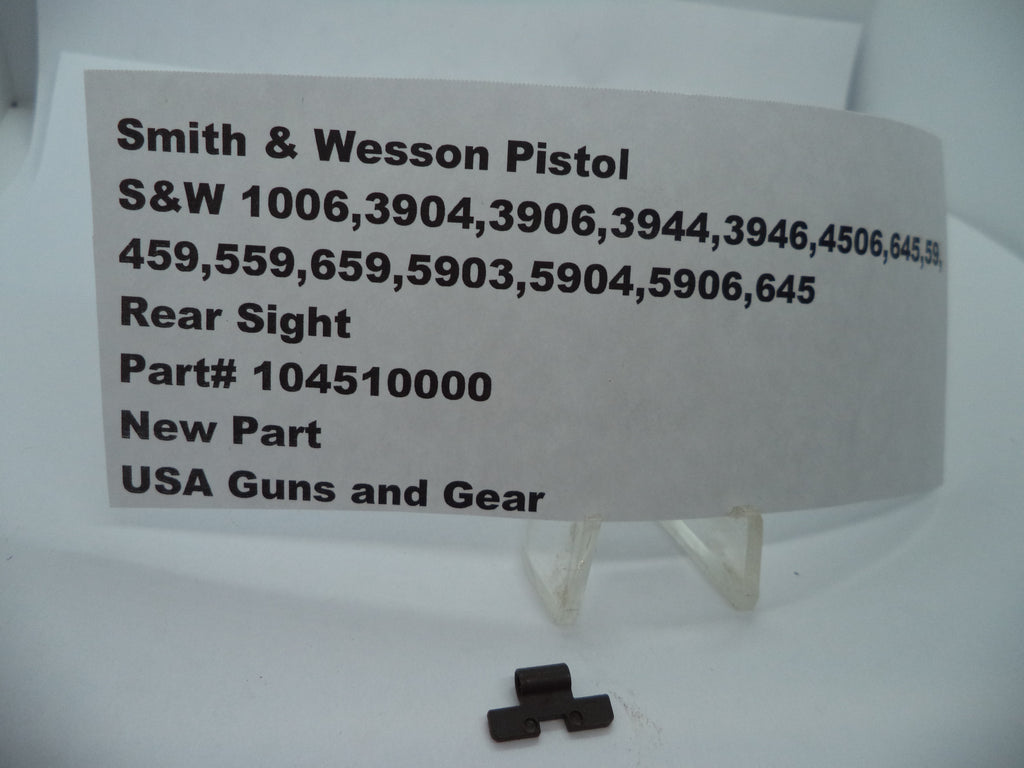 Smith & Wesson Pistol
S&W 1006,3904,3906,3944,3946,4506,645,59,
459,559,659,5903,5904,5906,645
Rear Sight
Part# 104510000
New Part
USA Guns and Gear